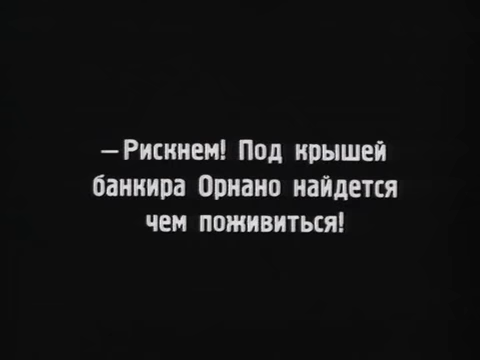 — Рискнем! Под крышей
банкира Орнано найдется
чем поживиться!